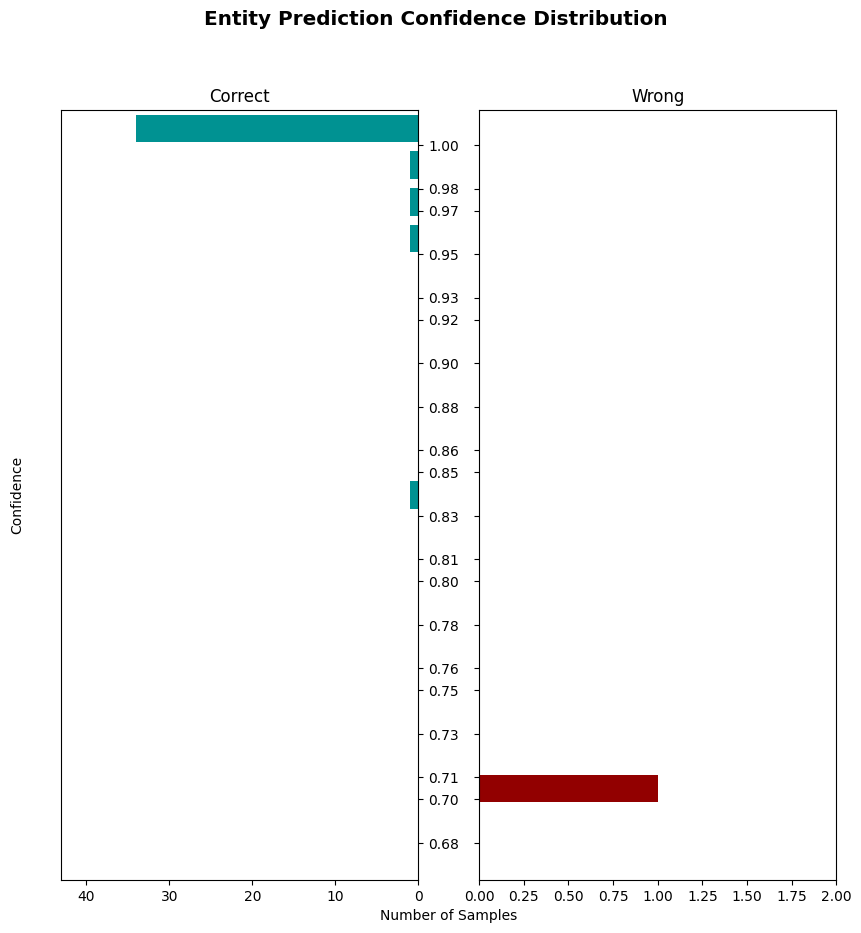 Entity Prediction Confidence Distribution
Correct
Wrong
1.00
0.98
0.97
0.95
0.93
0.92
0.90
0.88
0.86
0.85
0.83
0.81
0.80
0.78
0.76
0.75
0.73
0.71
0.70
0.68
Confidence
40 30 20 10 0
0.00 0.25 0.50 0.75 1.00 1.25 1.50 1.75 2.00
Number of Samples